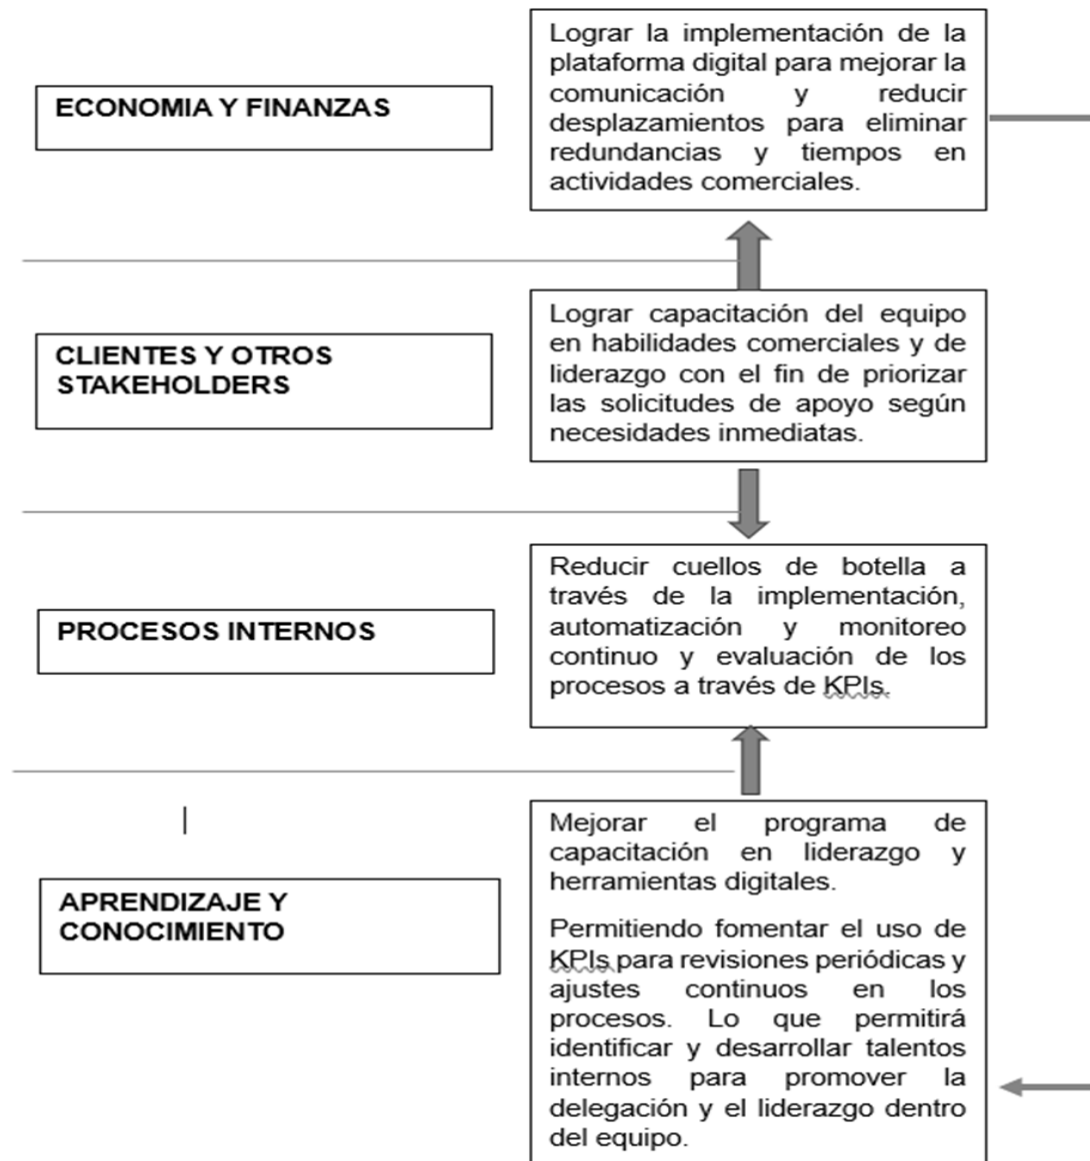 ECONOMIA Y FINANZAS
Lograr la implementación de la
plataforma digital para mejorar la
comunicación y reducir
desplazamientos para eliminar
redundancias y tiempos en
actividades comerciales.
CLIENTES Y OTROS
STAKEHOLDERS
Lograr capacitación del equipo
en habilidades comerciales y de
liderazgo con el fin de priorizar
las solicitudes de apoyo según
necesidades inmediatas.
PROCESOS INTERNOS
Reducir cuellos de botella a
través de la implementación,
automatización y monitoreo
continuo y evaluación de los
procesos a través de KPIs.
APRENDIZAJE Y
CONOCIMIENTO
Mejorar el programa de
capacitación en liderazgo y
herramientas digitales.
Permitiendo fomentar el uso de
KPIs para revisiones periódicas y
ajustes continuos en los
procesos. Lo que permitirá
identificar y desarrollar talentos
internos para promover la
delegación y el liderazgo dentro
del equipo.